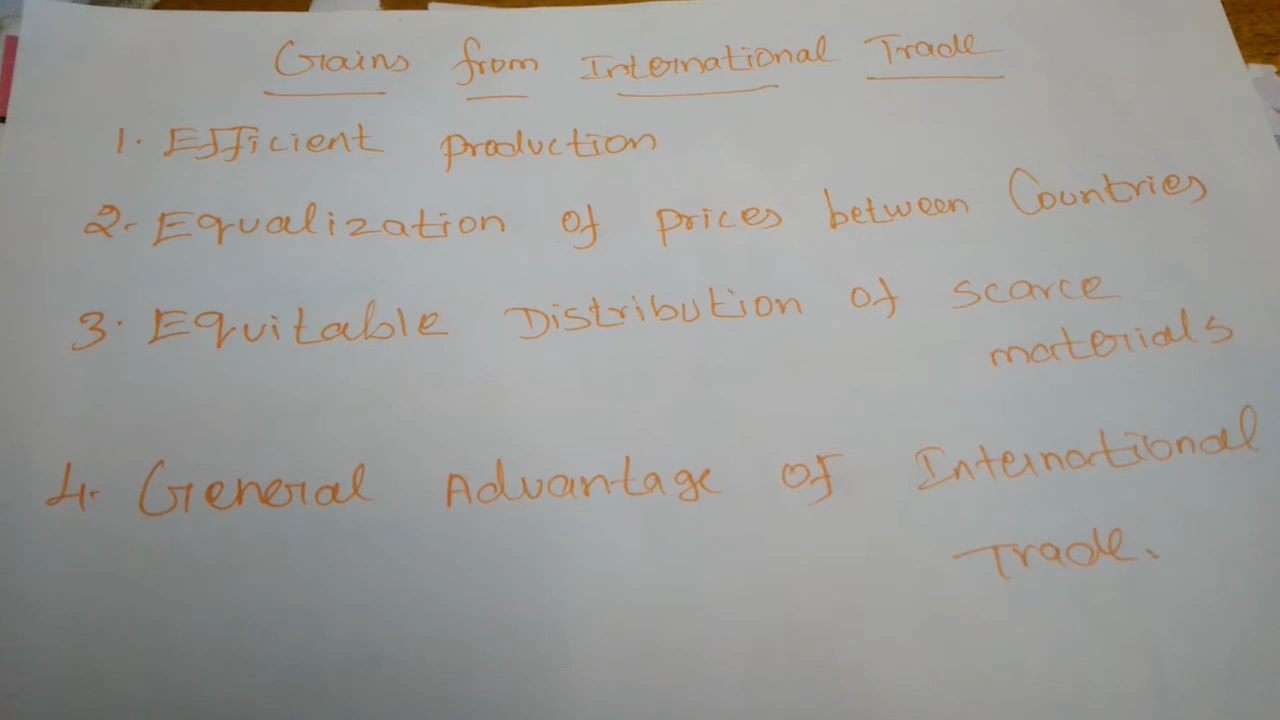 Gains from International Trade
1. Efficient production
2. Equalization of prices between Countries
3. Equitable Distribution of scarce
materials
4. General Advantage of International
Trade.